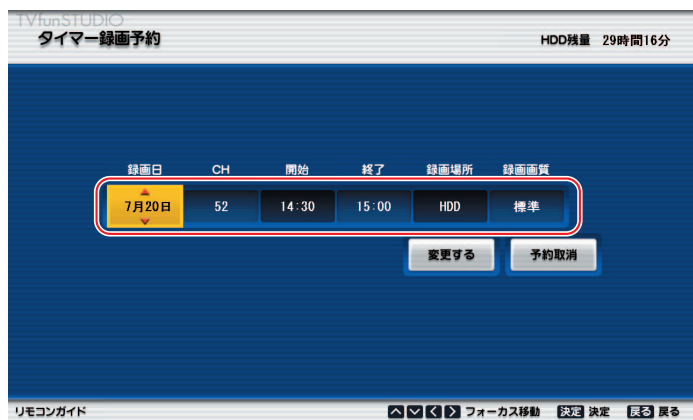 TVfunSTUDIO
タイマー録画予約
HDD残量 29時間16分
録画日 CH 開始 終了 録画場所 録画画質
7月20日 52 14:30 15:00 HDD 標準
変更する 予約取消
リモコンガイド フォーカス移動 決定 決定 戻る 戻る